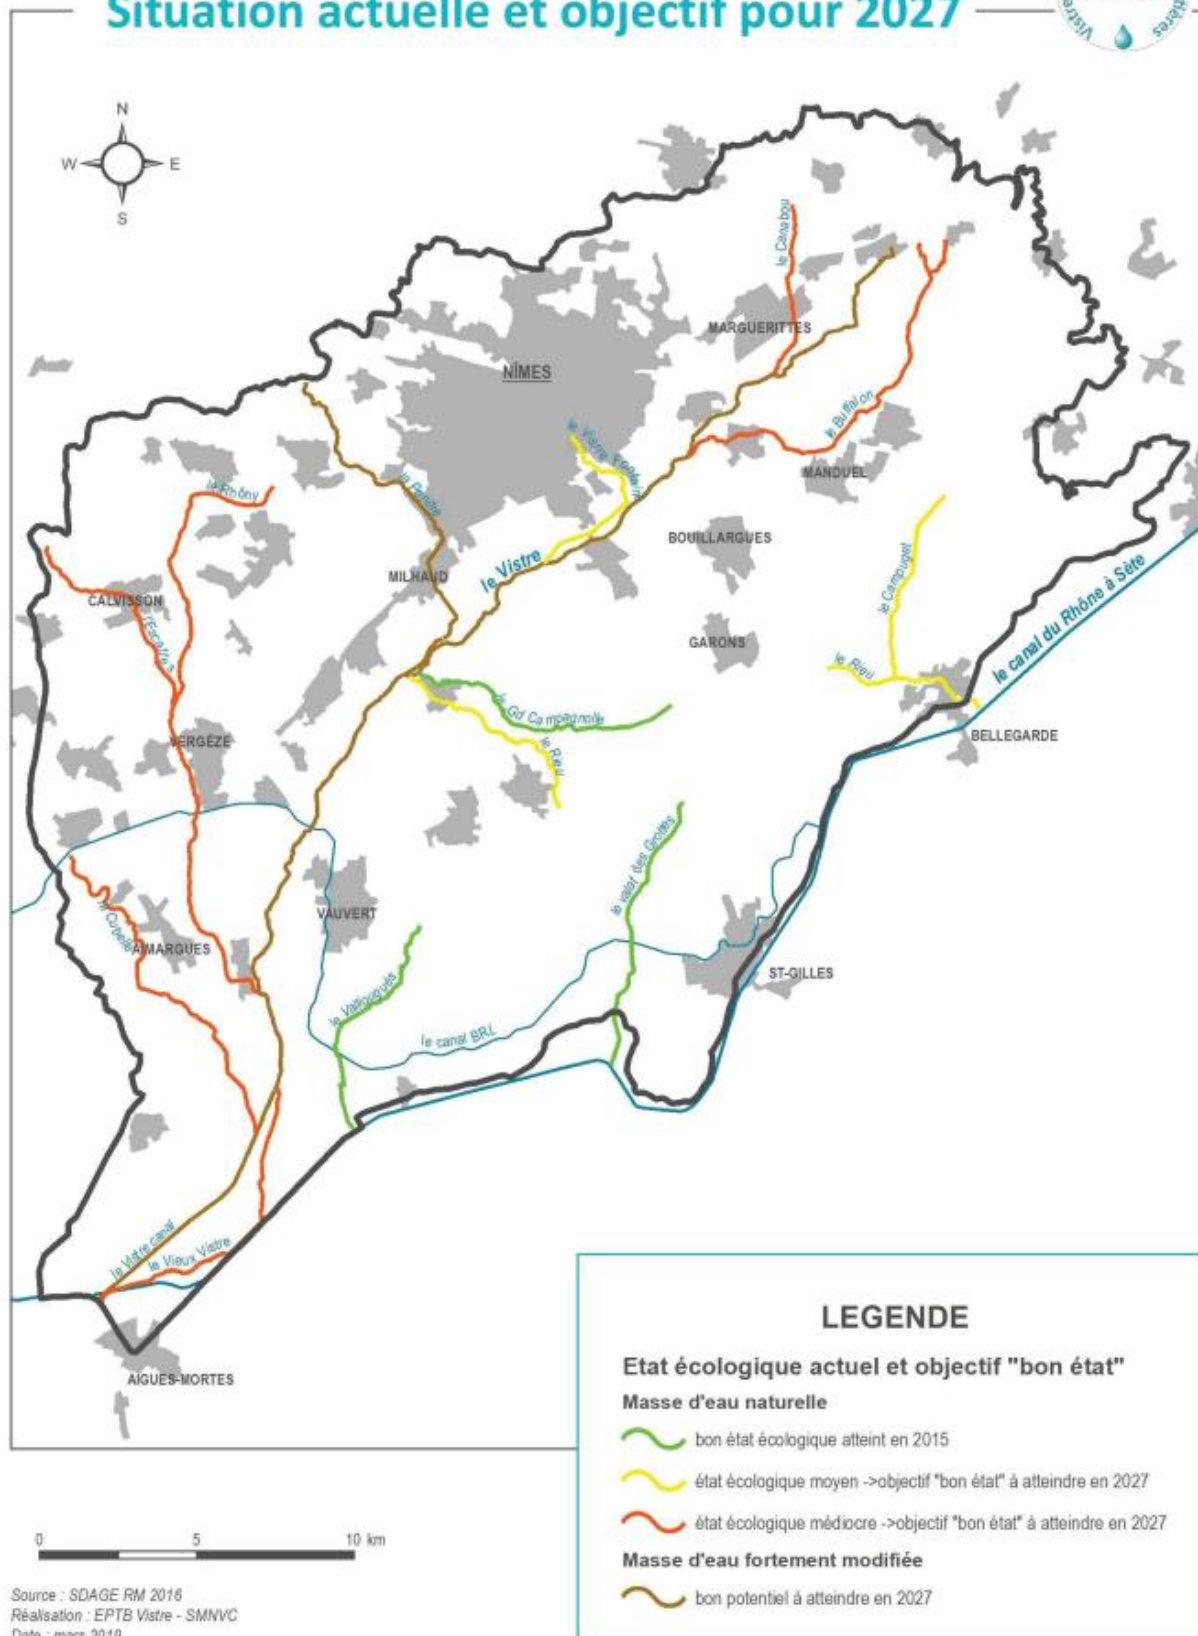 Situation actuelle et objectif pour 2027
Vistre
N
W
E
S
le Canabou
MARGUERITTES
NÎMES
le Buffalon
MANDUEL
le Rhôny
BOUILLARGUES
le Vistre
MILHAUD
le Campuget
CALVISSON
GARONS
le Rieu
le canal du Rhône à Sète
le Gd Campagnolle
BELLEGARDE
VERGÈZE
le Rieu
le valat des Grottes
VAUVERT
le Cubelle
AIMARGUES
ST-GILLES
le Valliouguès
le canal BRL
le Vistre canal
le Vieux Vistre
AIGUES-MORTES
LEGENDE
Etat écologique actuel et objectif "bon état"
Masse d'eau naturelle
bon état écologique atteint en 2015
état écologique moyen ->objectif "bon état" à atteindre en 2027
état écologique médiocre ->objectif "bon état" à atteindre en 2027
Masse d'eau fortement modifiée
bon potentiel à atteindre en 2027
0 5 10 km
Source : SDAGE RM 2016
Réalisation : EPTB Vistre - SMNVC
Date : mars 2019